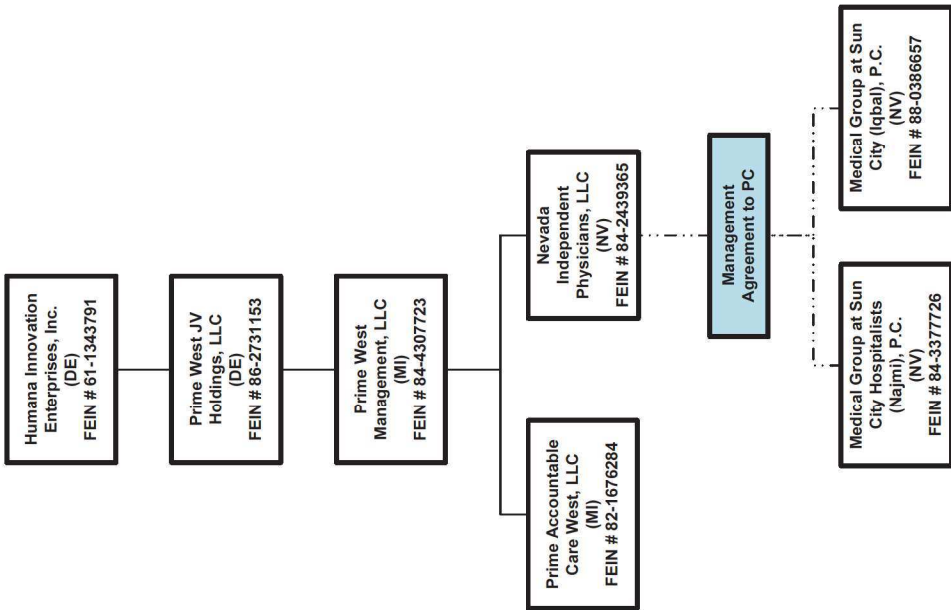 Humana Innovation
Enterprises, Inc.
(DE)
FEIN # 61-1343791
Prime West JV
Holdings, LLC
(DE)
FEIN # 86-2731153
Prime West
Management, LLC
(MI)
FEIN # 84-4307723
Prime Accountable
Care West, LLC
(MI)
FEIN # 82-1676284
Nevada
Independent
Physicians, LLC
(NV)
FEIN # 84-2439365
Management
Agreement to PC
Medical Group at Sun
City Hospitalists
(Najmi), P.C.
(NV)
FEIN # 84-3377726
Medical Group at Sun
City (Iqbal), P.C.
(NV)
FEIN # 88-0386657